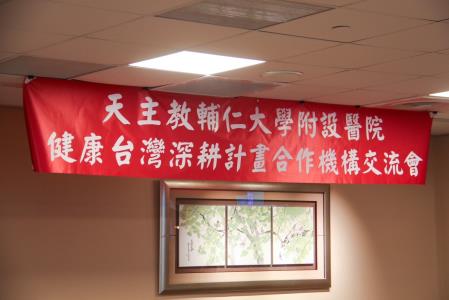 天主教輔仁大學附設醫院
健康台灣深耕計畫合作機構交流會